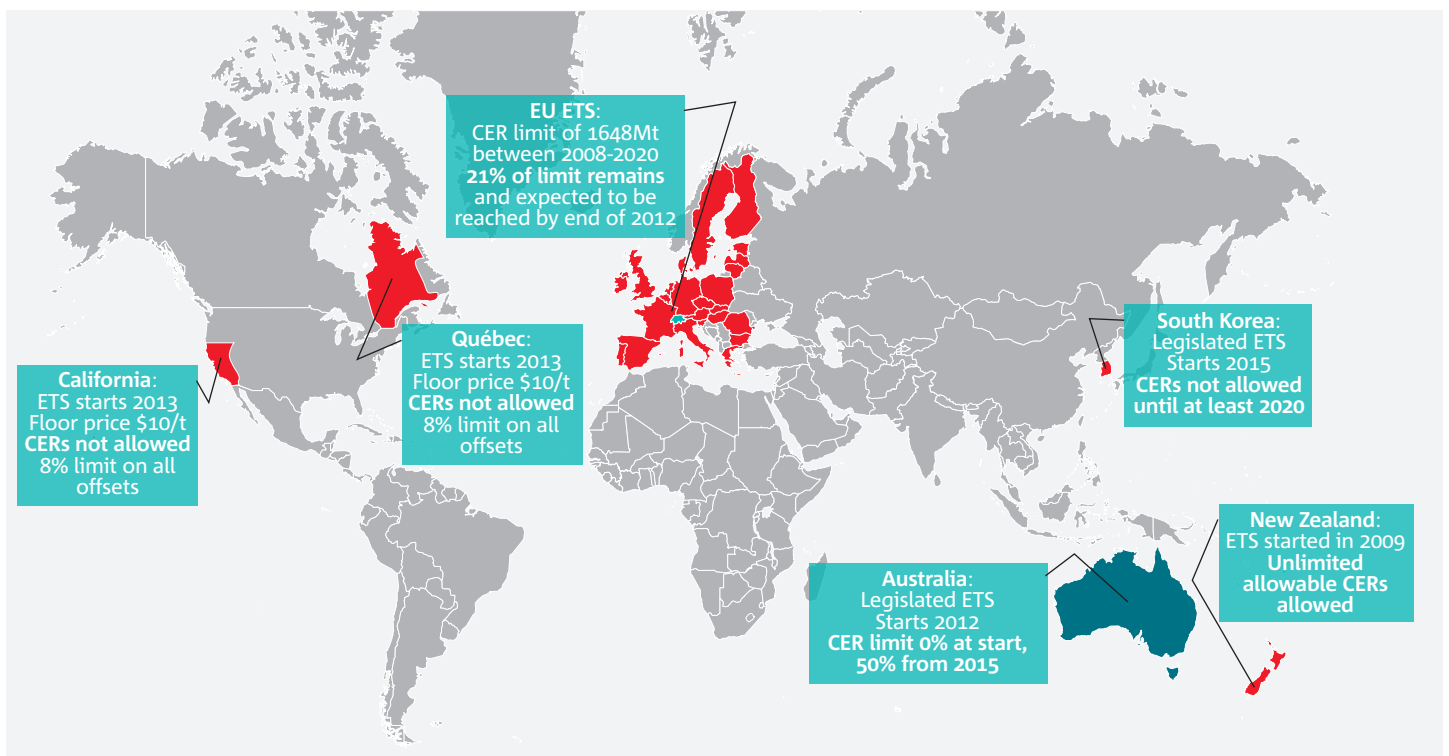 EU ETS:
CER limit of 1648Mt
between 2008-2020
21% of limit remains
and expected to be
reached by end of 2012
Québec:
ETS starts 2013
Floor price $10/t
CERs not allowed
8% limit on all
offsets
California:
ETS starts 2013
Floor price $10/t
CERs not allowed
8% limit on all
offsets
South Korea:
Legislated ETS
Starts 2015
CERs not allowed
until at least 2020
Australia:
Legislated ETS
Starts 2012
CER limit 0% at start,
50% from 2015
New Zealand:
ETS started in 2009
Unlimited
allowable CERs
allowed